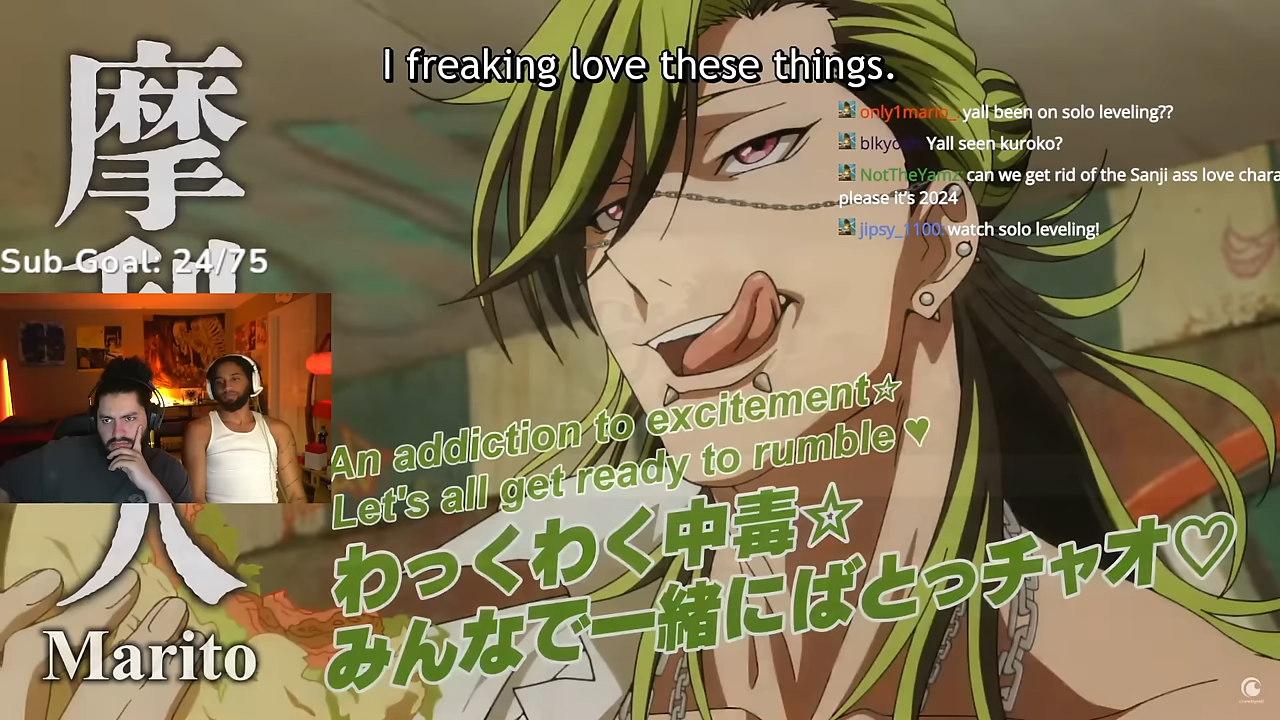 I freaking love these things.
摩
Sub Goal: 24/75
人
Marito
only1mario_: yall been on solo leveling??
Yall seen kuroko?
NotTheYamz: can we get rid of the Sanji ass love chara
please it's 2024
jipsy_1100: watch solo leveling!
An addiction to excitement☆
Let's all get ready to rumble ♥
わっくわく中毒☆
みんなで一緒にばとっチャオ♡
crunchyroll